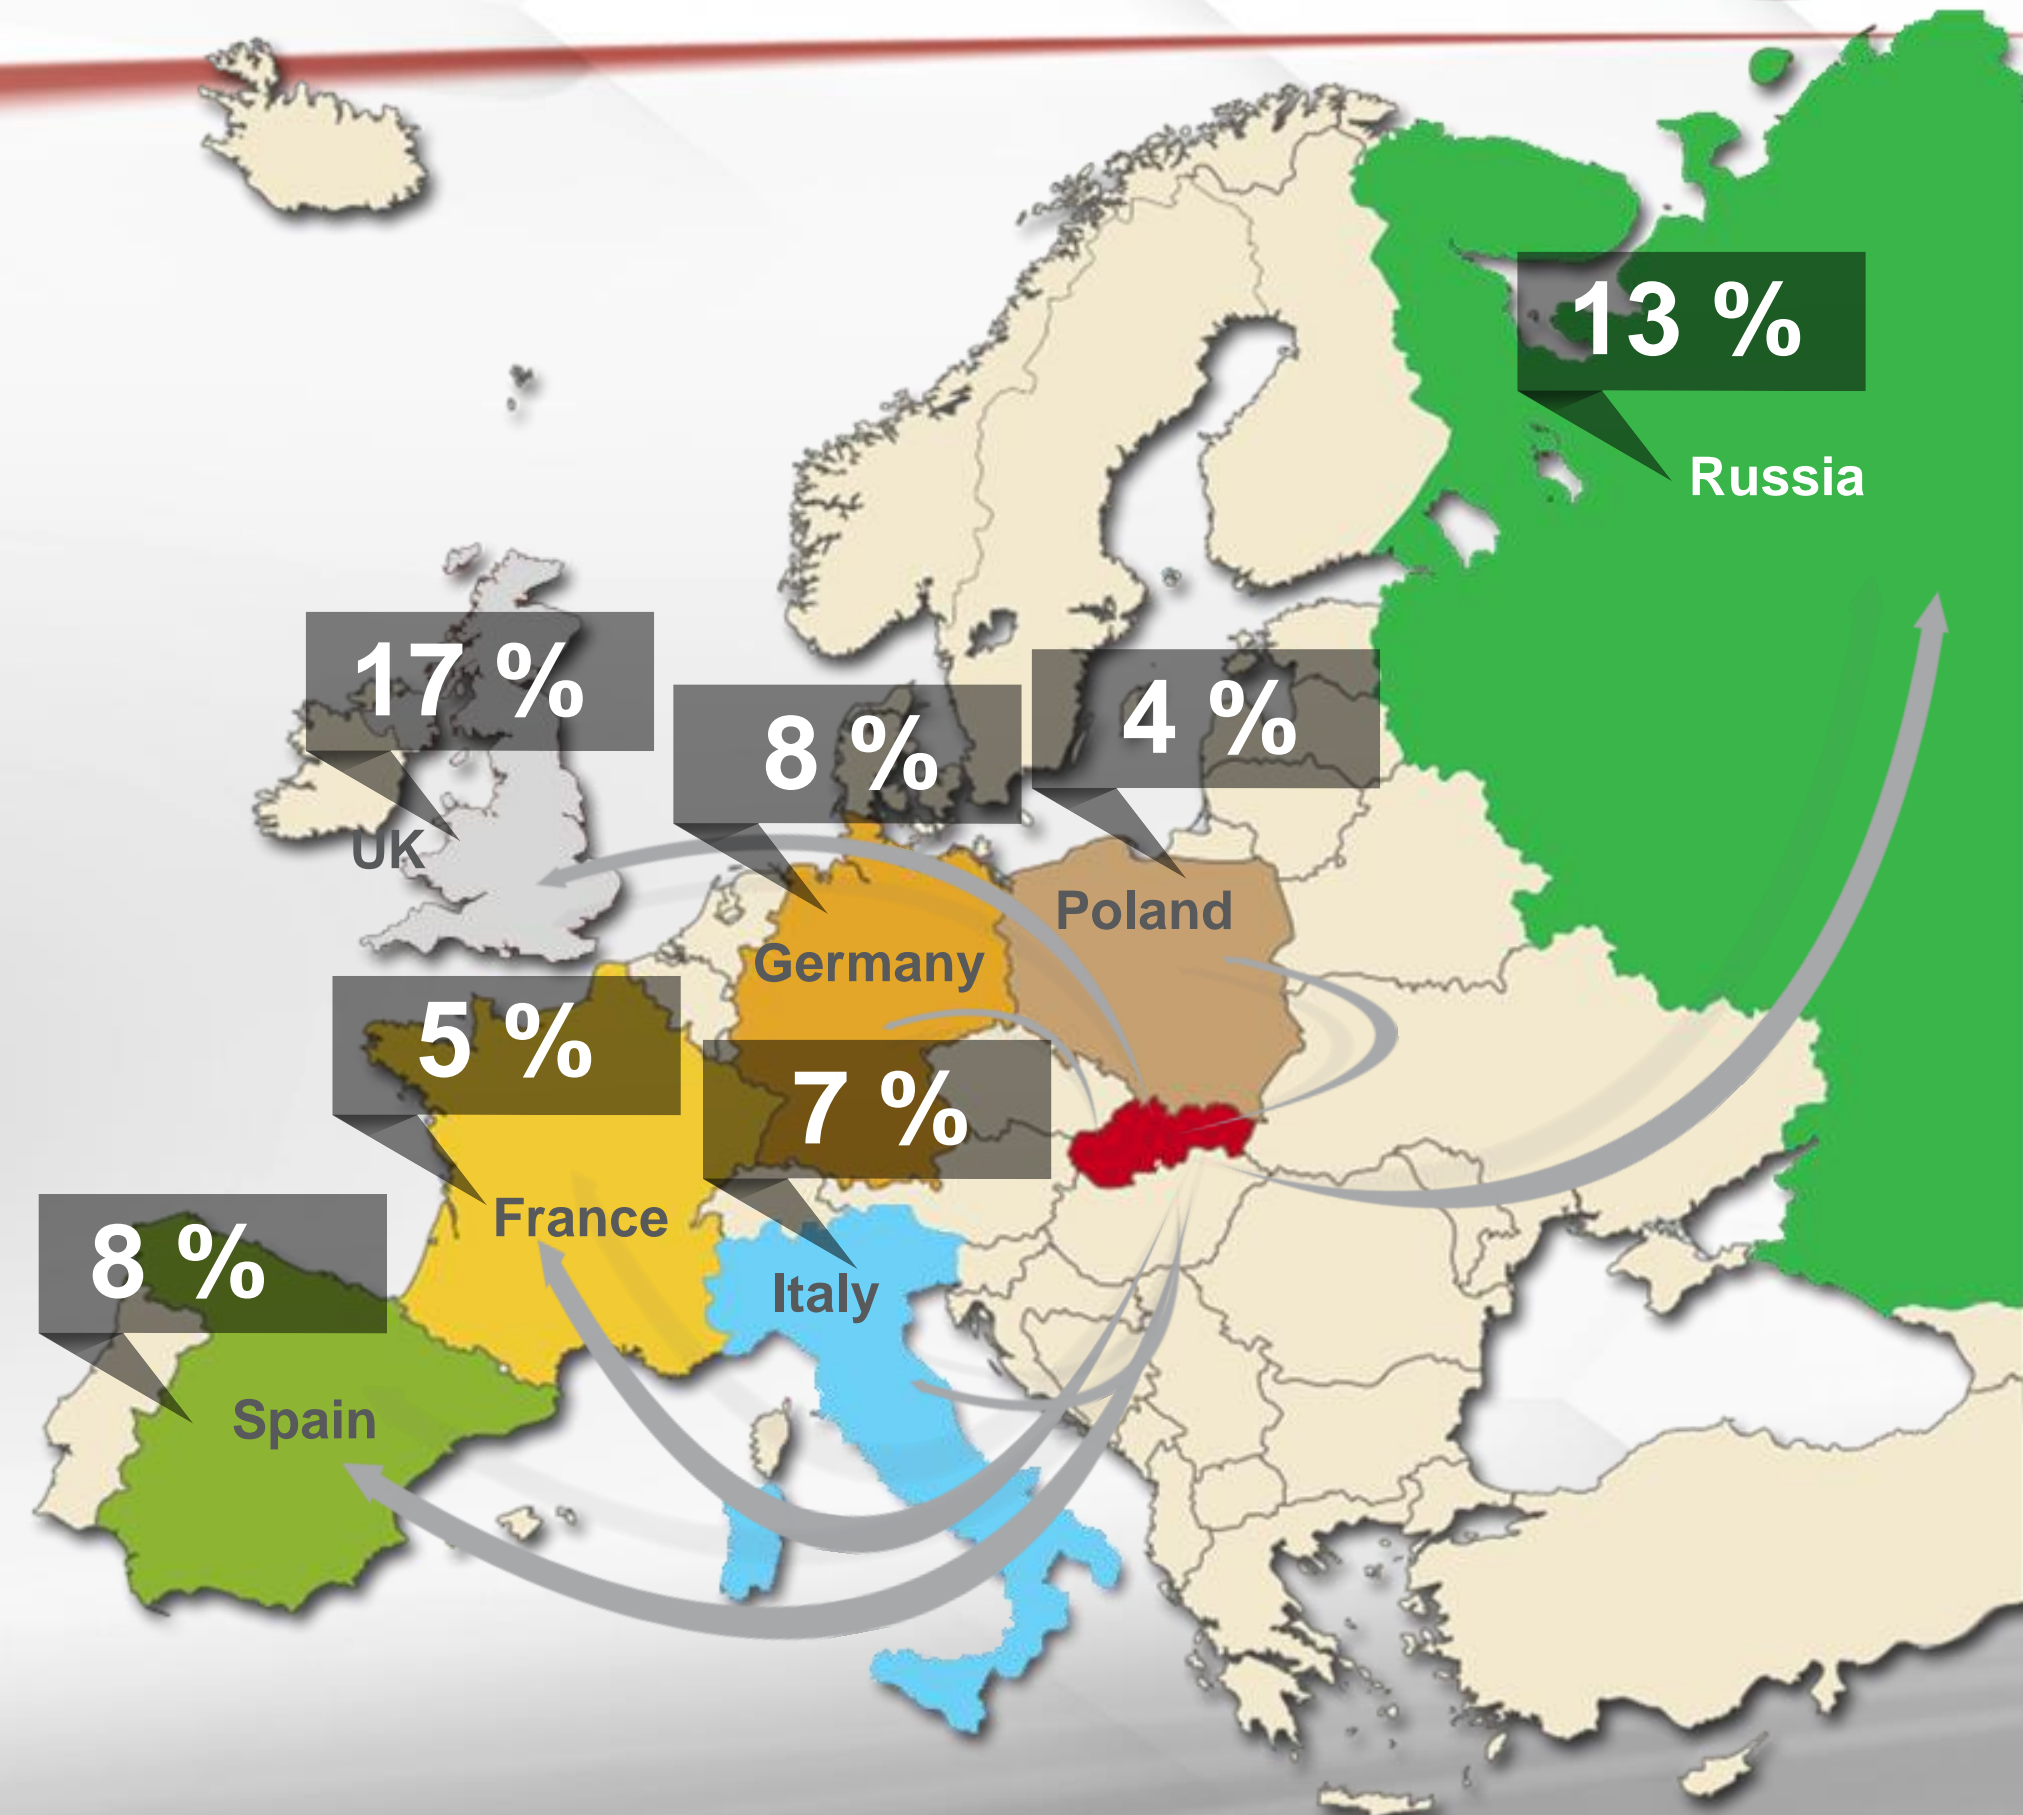 13 %
Russia
17 %
UK
8 %
Germany
4 %
Poland
5 %
France
7 %
Italy
8 %
Spain